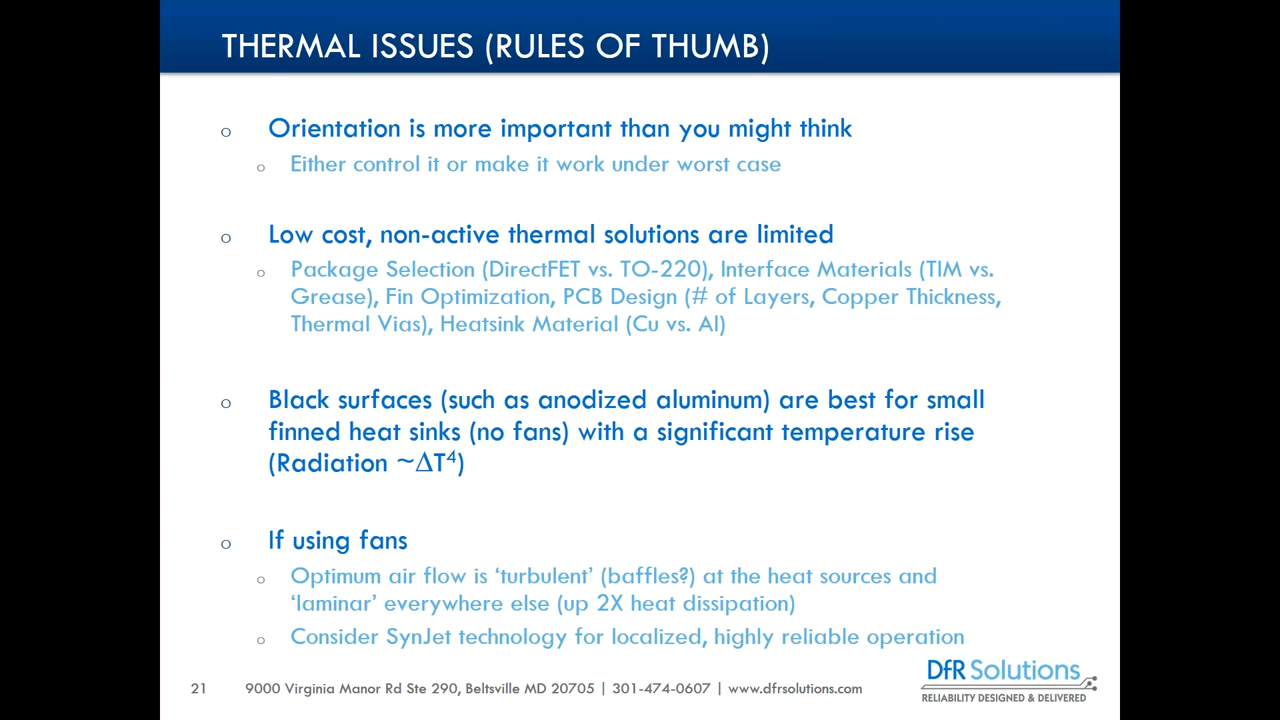 THERMAL ISSUES (RULES OF THUMB)
o Orientation is more important than you might think
o Either control it or make it work under worst case
o Low cost, non-active thermal solutions are limited
o Package Selection (DirectFET vs. TO-220), Interface Materials (TIM vs.
Grease), Fin Optimization, PCB Design (# of Layers, Copper Thickness,
Thermal Vias), Heatsink Material (Cu vs. Al)
o Black surfaces (such as anodized aluminum) are best for small
finned heat sinks (no fans) with a significant temperature rise
(Radiation ~ΔT⁴)
o If using fans
o Optimum air flow is ‘turbulent’ (baffles?) at the heat sources and
‘laminar’ everywhere else (up 2X heat dissipation)
o Consider SynJet technology for localized, highly reliable operation
21 9000 Virginia Manor Rd Ste 290, Beltsville MD 20705 | 301-474-0607 | www.dfrsolutions.com
DfR Solutions
RELIABILITY DESIGNED & DELIVERED